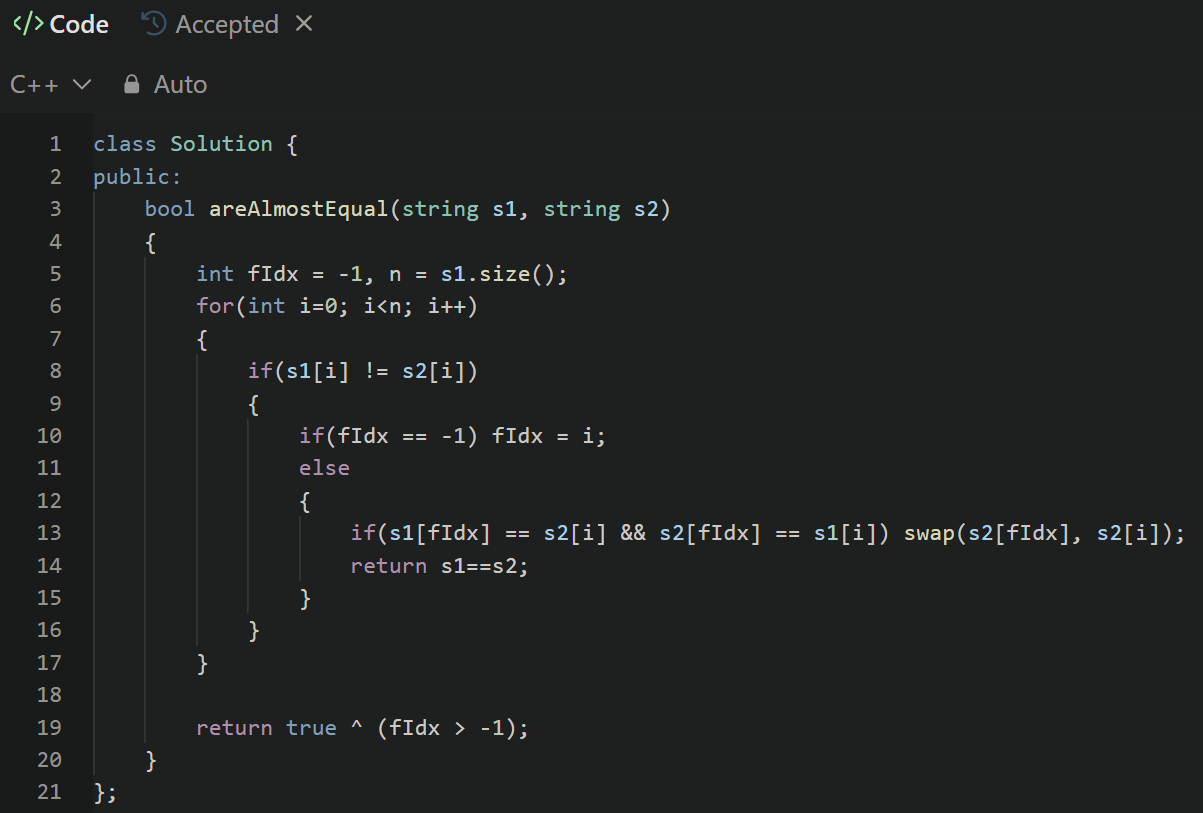 </> Code Accepted ×
C++ Auto
1 class Solution {
2 public:
3     bool areAlmostEqual(string s1, string s2)
4     {
5         int fIdx = -1, n = s1.size();
6         for(int i=0; i<n; i++)
7         {
8             if(s1[i] != s2[i])
9             {
10                 if(fIdx == -1) fIdx = i;
11                 else
12                 {
13                     if(s1[fIdx] == s2[i] && s2[fIdx] == s1[i]) swap(s2[fIdx], s2[i]);
14                     return s1==s2;
15                 }
16             }
17         }
18
19         return true ^ (fIdx > -1);
20     }
21 };